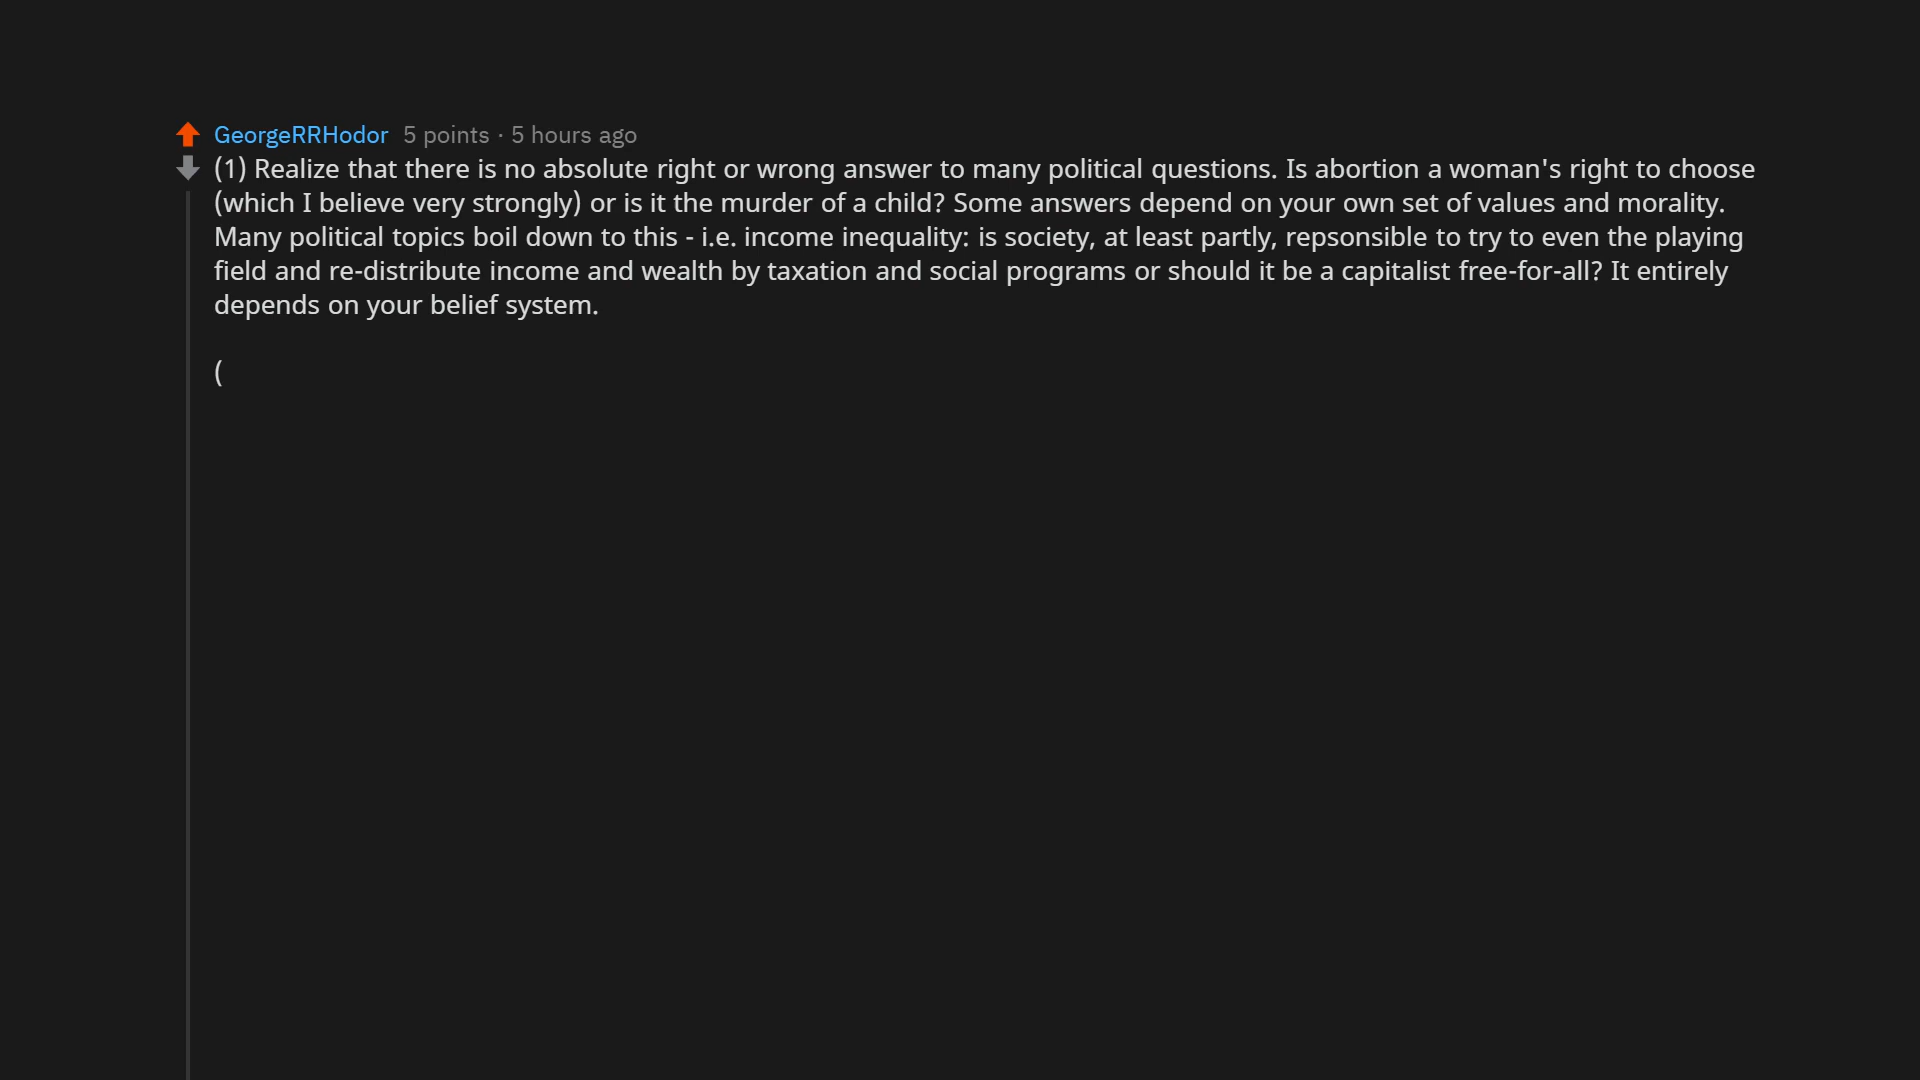 GeorgeRRHodor 5 points · 5 hours ago
(1) Realize that there is no absolute right or wrong answer to many political questions. Is abortion a woman's right to choose
(which I believe very strongly) or is it the murder of a child? Some answers depend on your own set of values and morality.
Many political topics boil down to this - i.e. income inequality: is society, at least partly, repsonsible to try to even the playing
field and re-distribute income and wealth by taxation and social programs or should it be a capitalist free-for-all? It entirely
depends on your belief system.
(